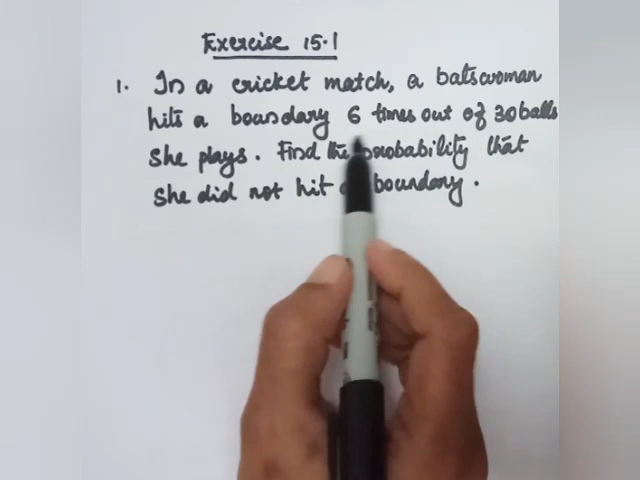 Exercise 15.1
1. In a cricket match, a batswoman
hits a boundary 6 times out of 30 balls
she plays. Find the probability that
she did not hit a boundary.